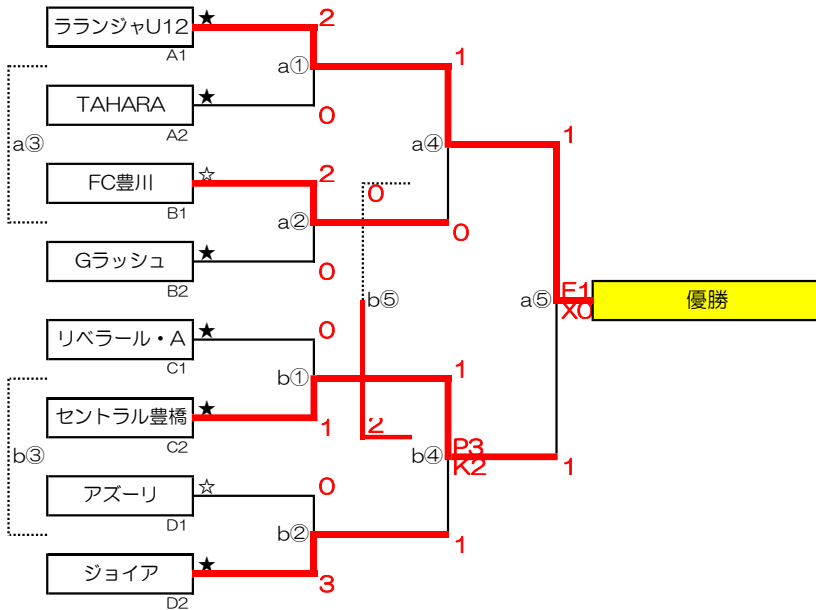 ラランジャU12
★
2
A1
a①
1
TAHARA
★
0
A2
a③
a④
1
FC豊川
☆
2
0
B1
a②
0
Gラッシュ
★
0
B2
b⑤
a⑤
E1
X0
優勝
リベラール・A
★
0
C1
b①
1
セントラル豊橋
★
1
2
C2
b③
b④
P3
K2
1
アズーリ
☆
0
D1
b②
1
ジョイア
★
3
D2